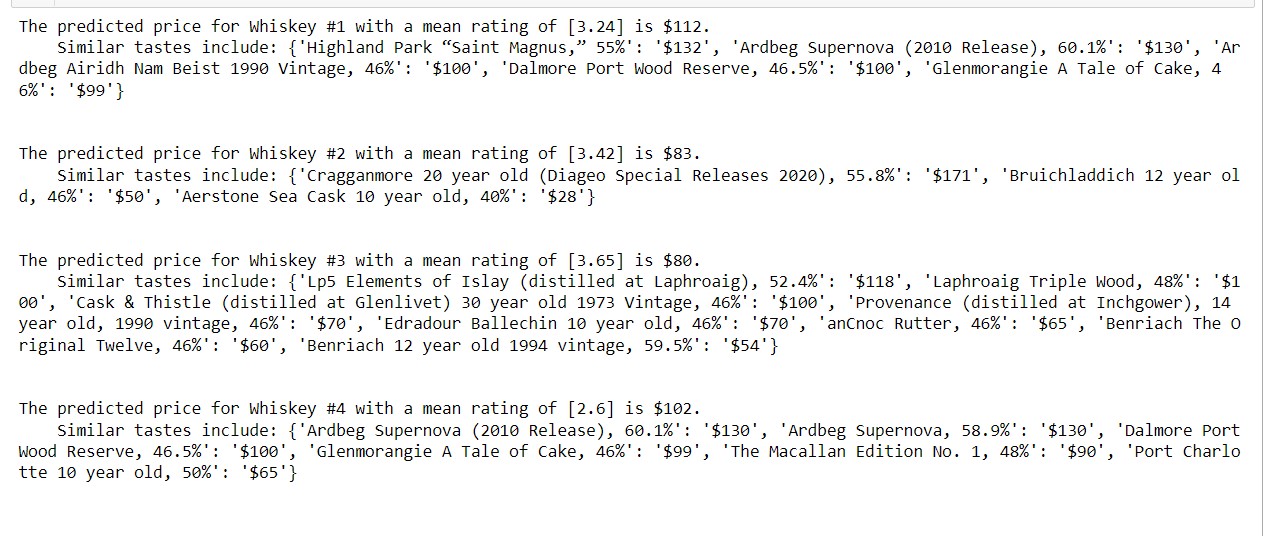 The predicted price for Whiskey #1 with a mean rating of [3.24] is $112.
    Similar tastes include: {'Highland Park “Saint Magnus,” 55%': '$132', 'Ardbeg Supernova (2010 Release), 60.1%': '$130', 'Ar
dbeg Airidh Nam Beist 1990 Vintage, 46%': '$100', 'Dalmore Port Wood Reserve, 46.5%': '$100', 'Glenmorangie A Tale of Cake, 4
6%': '$99'}
The predicted price for Whiskey #2 with a mean rating of [3.42] is $83.
    Similar tastes include: {'Cragganmore 20 year old (Diageo Special Releases 2020), 55.8%': '$171', 'Bruichladdich 12 year ol
d, 46%': '$50', 'Aerstone Sea Cask 10 year old, 40%': '$28'}
The predicted price for Whiskey #3 with a mean rating of [3.65] is $80.
    Similar tastes include: {'Lp5 Elements of Islay (distilled at Laphroaig), 52.4%': '$118', 'Laphroaig Triple Wood, 48%': '$1
00', 'Cask & Thistle (distilled at Glenlivet) 30 year old 1973 Vintage, 46%': '$100', 'Provenance (distilled at Inchgower), 14
year old, 1990 vintage, 46%': '$70', 'Edradour Ballechin 10 year old, 46%': '$70', 'anCnoc Rutter, 46%': '$65', 'Benriach The O
riginal Twelve, 46%': '$60', 'Benriach 12 year old 1994 vintage, 59.5%': '$54'}
The predicted price for Whiskey #4 with a mean rating of [2.6] is $102.
    Similar tastes include: {'Ardbeg Supernova (2010 Release), 60.1%': '$130', 'Ardbeg Supernova, 58.9%': '$130', 'Dalmore Port
Wood Reserve, 46.5%': '$100', 'Glenmorangie A Tale of Cake, 46%': '$99', 'The Macallan Edition No. 1, 48%': '$90', 'Port Charlo
tte 10 year old, 50%': '$65'}